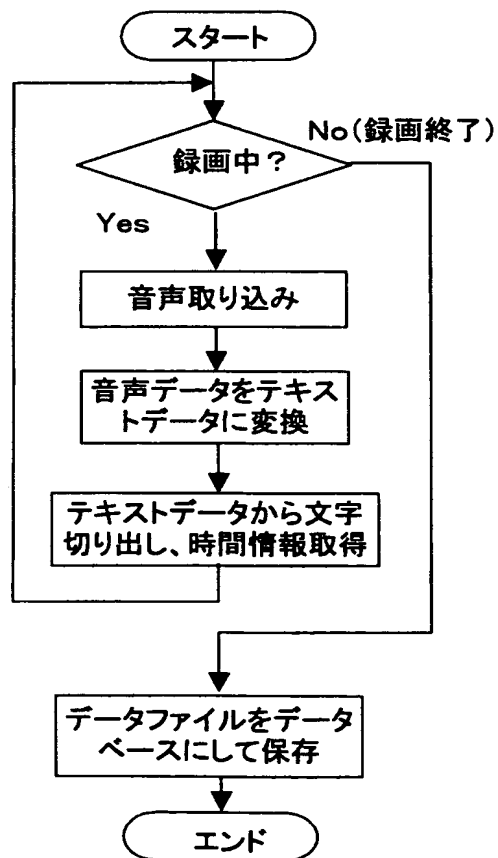 スタート
No(録画終了)
録画中?
Yes
音声取り込み
音声データをテキス
トデータに変換
テキストデータから文字
切り出し、時間情報取得
データファイルをデータ
ベースにして保存
エンド